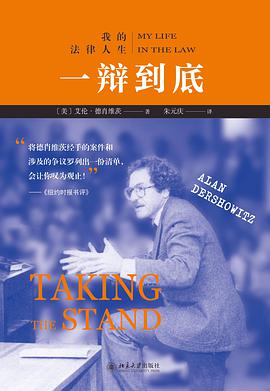 我的
法律人生
MY LIFE
IN THE LAW
一辩到底
〔美〕艾伦·德肖维茨 著 朱元庆 译
“将德肖维茨经手的案件和
涉及的争议罗列出一份清单，
会让你叹为观止！”
——《纽约时报书评》
ALAN
DERSHOWITZ
TAKING
THE STAND
北京大学出版社